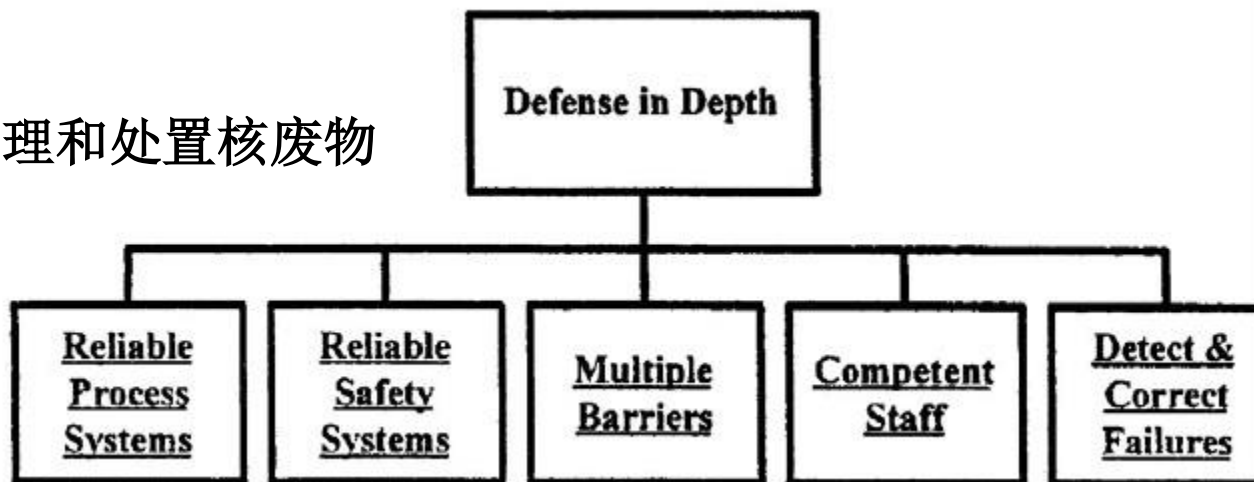 Defense in Depth
理和处置核废物
Reliable
Process
Systems
Reliable
Safety
Systems
Multiple
Barriers
Competent
Staff
Detect &
Correct
Failures